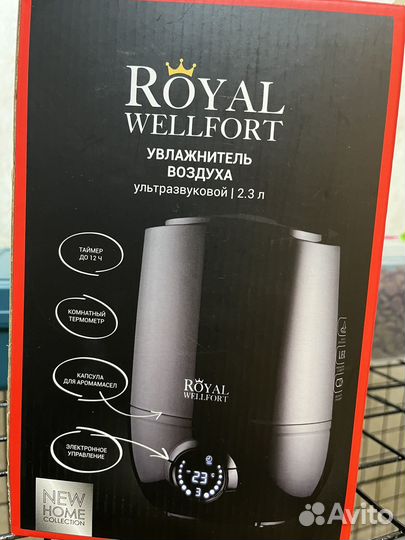 ROYAL
WELLFORT
УВЛАЖНИТЕЛЬ
ВОЗДУХА
ультразвуковой | 2.3 л
ТАЙМЕР
ДО 12 Ч
КОМНАТНЫЙ
ТЕРМОМЕТР
КАПСУЛА
ДЛЯ АРОМАМАСЕЛ
ЭЛЕКТРОННОЕ
УПРАВЛЕНИЕ
ROYAL
WELLFORT
23
3
NEW
HOME
COLLECTION
Avito